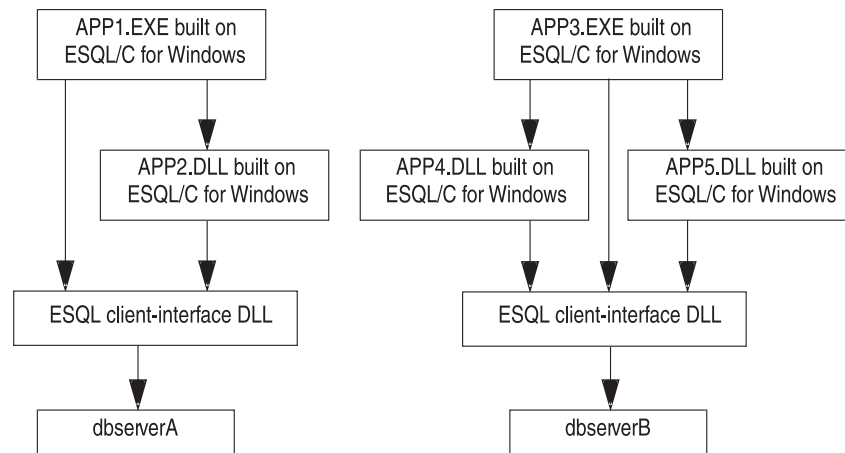 APP1.EXE built on
ESQL/C for Windows
APP2.DLL built on
ESQL/C for Windows
ESQL client-interface DLL
dbserverA
APP3.EXE built on
ESQL/C for Windows
APP4.DLL built on
ESQL/C for Windows
APP5.DLL built on
ESQL/C for Windows
ESQL client-interface DLL
dbserverB